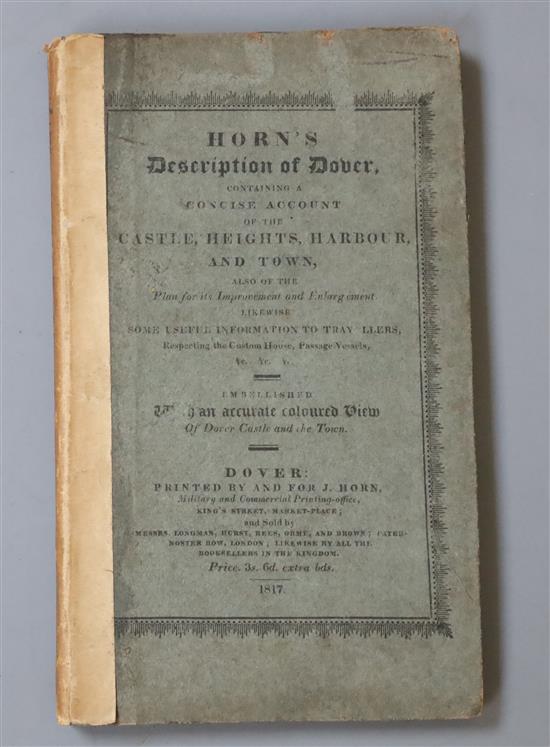 HORN'S
Description of Dover,
CONTAINING A
CONCISE ACCOUNT
OF THE
CASTLE, HEIGHTS, HARBOUR,
AND TOWN,
ALSO OF THE
Plan for its Improvement and Enlargement.
LIKEWISE
SOME USEFUL INFORMATION TO TRAV LLERS,
Respecting the Custom House, Passage Vessels,
&c. &c.
EMBELLISHED
an accurate coloured View
Of Dover Castle and the Town.
DOVER:
PRINTED BY AND FOR J. HORN,
Military and Commercial Printing-office,
KING'S STREET, MARKET-PLACE;
and Sold by
MESSRS. LONGMAN, HURST, REES, ORME, AND BROWN; PATER-
NOSTER ROW, LONDON; LIKEWISE BY ALL THE
BOOKSELLERS IN THE KINGDOM.
Price. 3s. 6d. extra bds.
1817